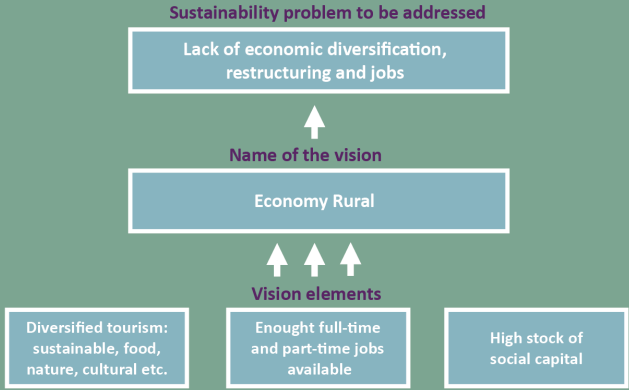 Sustainability problem to be addressed
Lack of economic diversification,
restructuring and jobs
Name of the vision
Economy Rural
Vision elements
Diversified tourism:
sustainable, food,
nature, cultural etc.
Enought full-time
and part-time jobs
available
High stock of
social capital